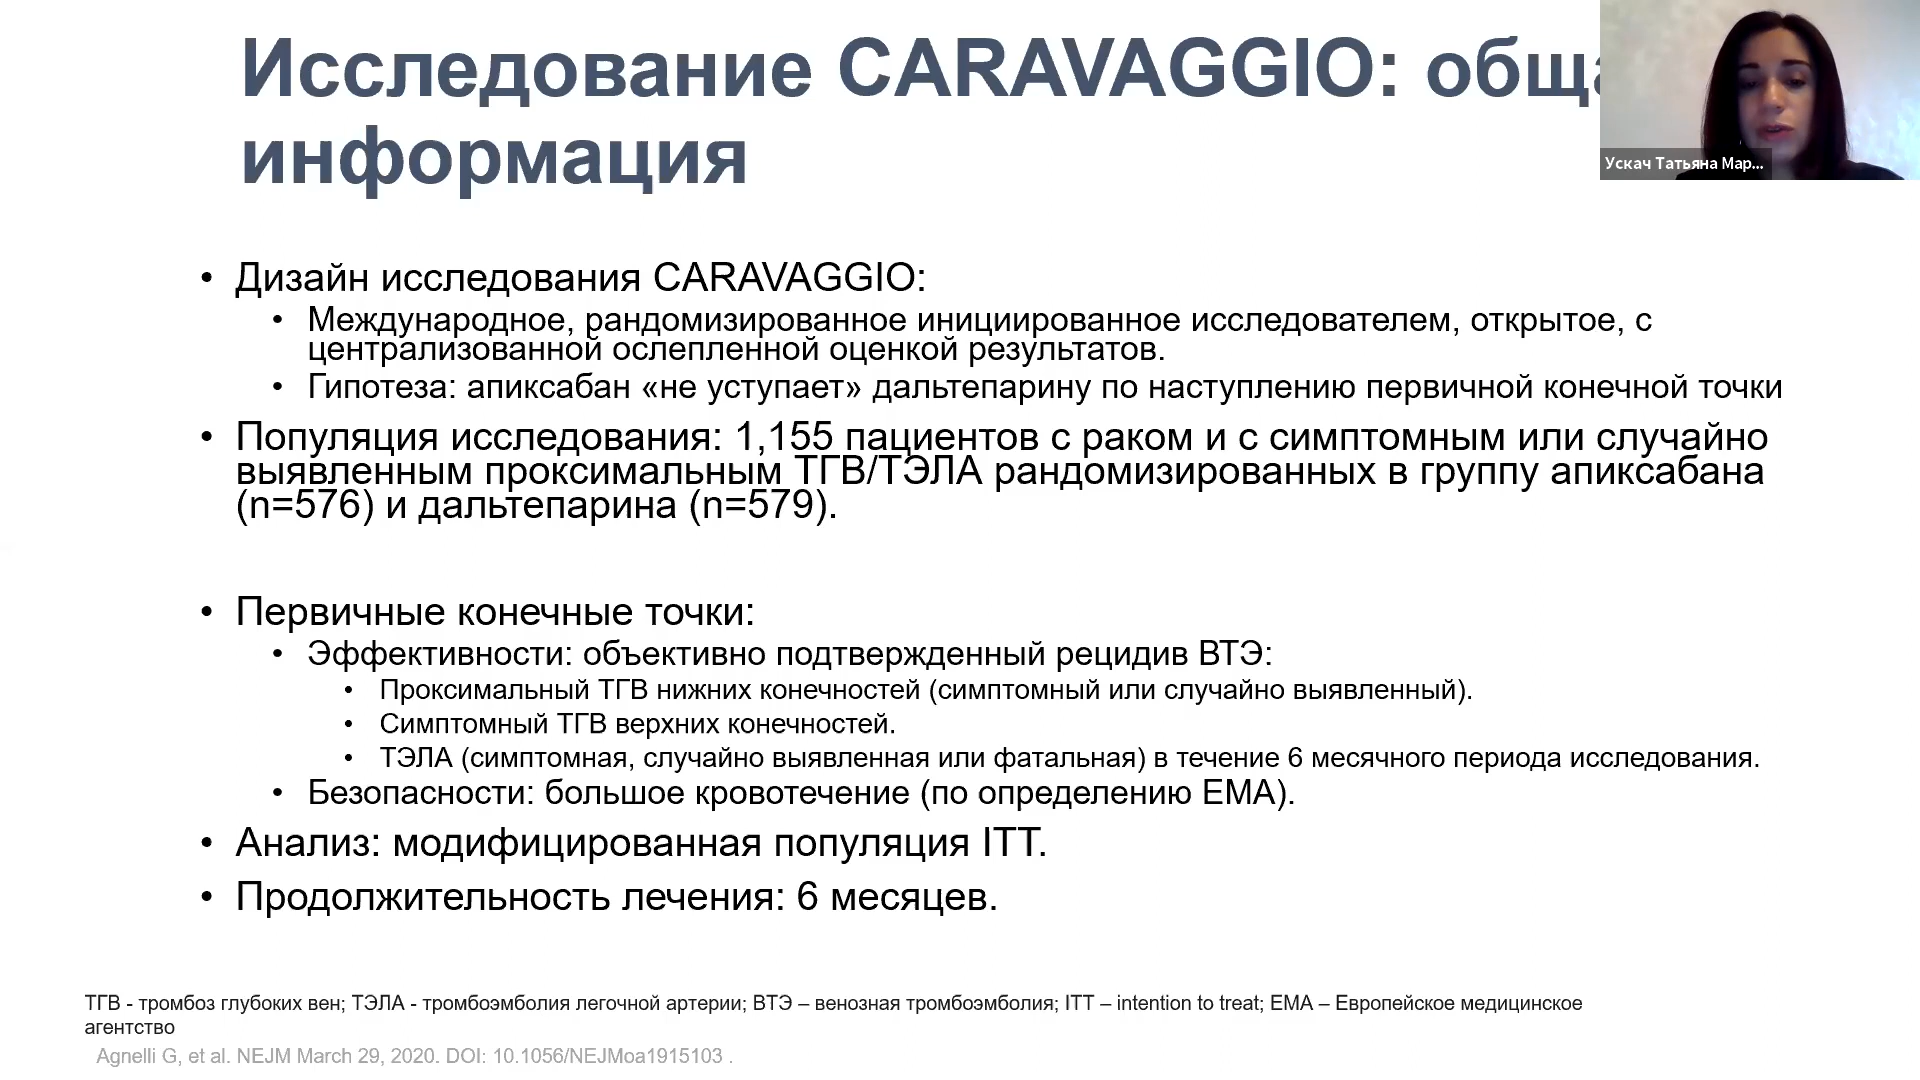 Исследование CARAVAGGIO: обща
информация
Ускач Татьяна Мар...
• Дизайн исследования CARAVAGGIO:
• Международное, рандомизированное инициированное исследователем, открытое, с
централизованной ослепленной оценкой результатов.
• Гипотеза: апиксабан «не уступает» дальтепарину по наступлению первичной конечной точки
• Популяция исследования: 1,155 пациентов с раком и с симптомным или случайно
выявленным проксимальным ТГВ/ТЭЛА рандомизированных в группу апиксабана
(n=576) и дальтепарина (n=579).
• Первичные конечные точки:
• Эффективности: объективно подтвержденный рецидив ВТЭ:
• Проксимальный ТГВ нижних конечностей (симптомный или случайно выявленный).
• Симптомный ТГВ верхних конечностей.
• ТЭЛА (симптомная, случайно выявленная или фатальная) в течение 6 месячного периода исследования.
• Безопасности: большое кровотечение (по определению ЕМА).
• Анализ: модифицированная популяция ITT.
• Продолжительность лечения: 6 месяцев.
ТГВ - тромбоз глубоких вен; ТЭЛА - тромбоэмболия легочной артерии; ВТЭ – венозная тромбоэмболия; ITT – intention to treat; EMA – Европейское медицинское
агентство
Agnelli G, et al. NEJM March 29, 2020. DOI: 10.1056/NEJMoa1915103 .